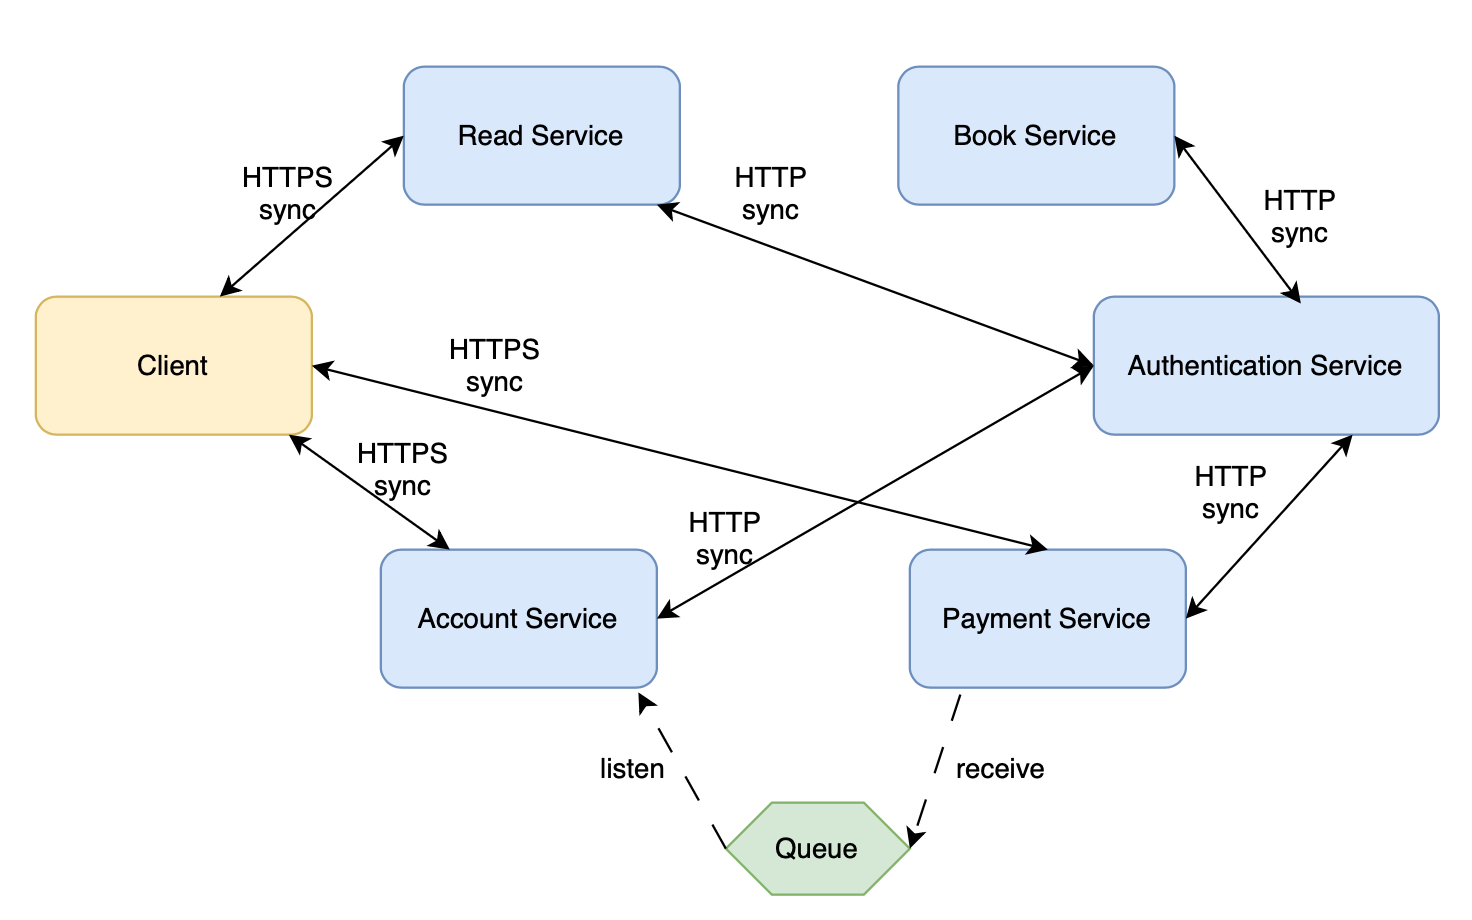 Read Service
Book Service
HTTPS
sync
HTTP
sync
HTTP
sync
Client
HTTPS
sync
Authentication Service
HTTPS
sync
HTTP
sync
HTTP
sync
Account Service
Payment Service
listen
receive
Queue